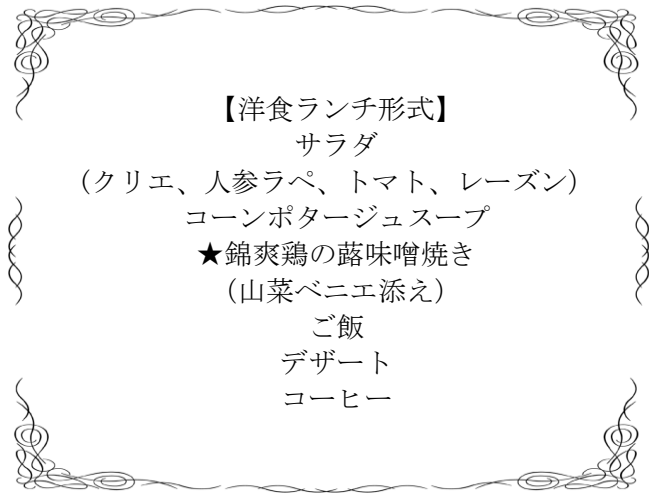 【洋食ランチ形式】
サラダ
（クリエ、人参ラペ、トマト、レーズン）
コーンポタージュスープ
★錦爽鶏の蕗味噌焼き
（山菜ベニエ添え）
ご飯
デザート
コーヒー